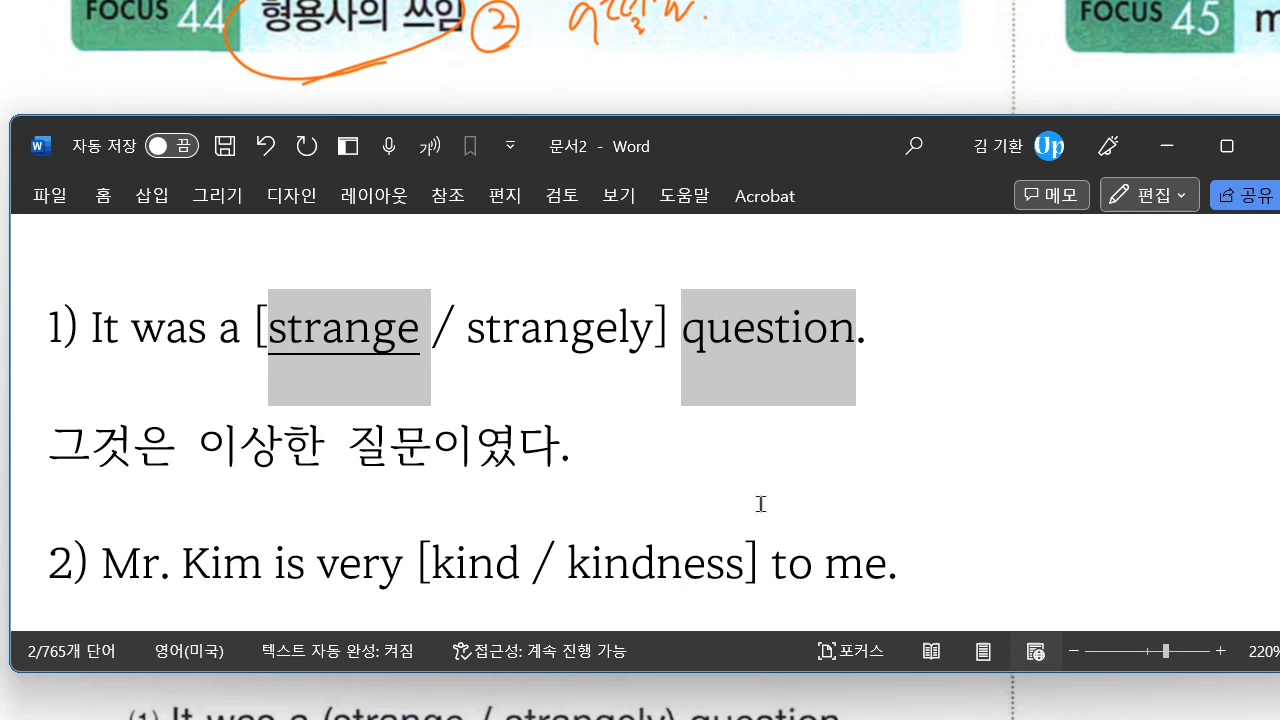 FOCUS 44 형용사의 쓰임 ②
FOCUS 45 m
자동 저장 끔 가)) 문서2 - Word 김 기환 Up
파일 홈 삽입 그리기 디자인 레이아웃 참조 편지 검토 보기 도움말 Acrobat 메모 편집 공유
1) It was a [strange / strangely] question.
그것은 이상한 질문이였다.
2) Mr. Kim is very [kind / kindness] to me.
2/765개 단어 영어(미국) 텍스트 자동 완성: 켜짐 접근성: 계속 진행 가능 포커스 220%
(1) It was a (strange / strangely) question